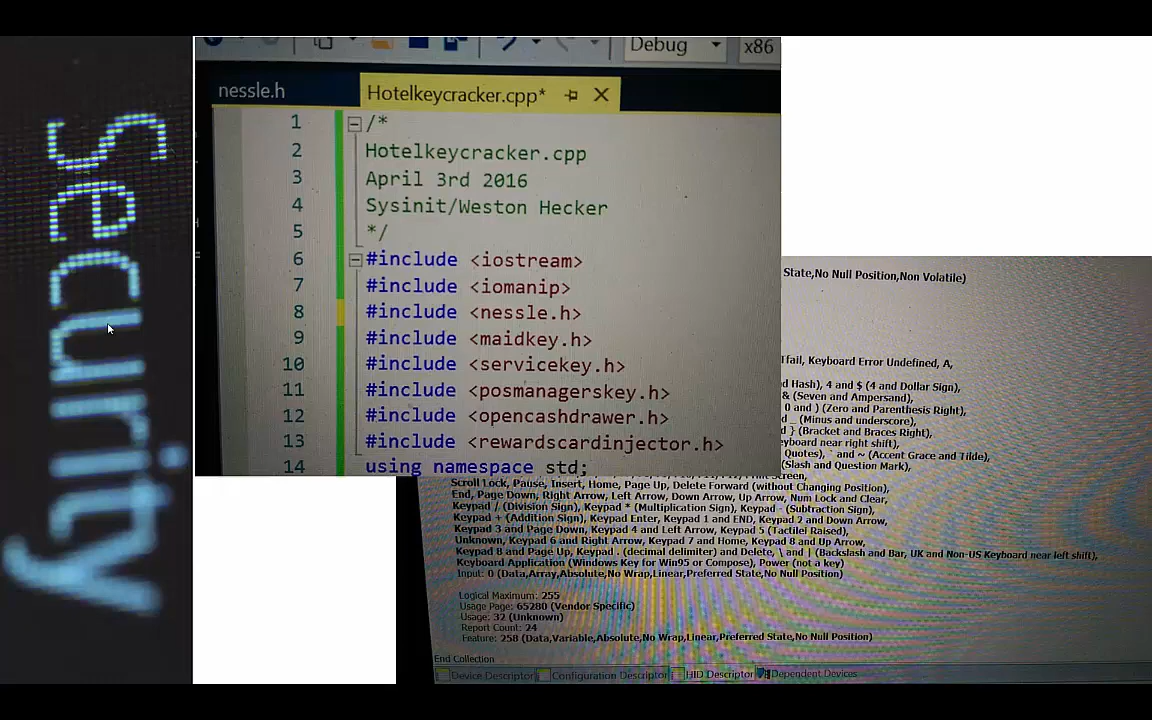 Security
Debug
x86
nessle.h
Hotelkeycracker.cpp*
1 /*
2 Hotelkeycracker.cpp
3 April 3rd 2016
4 Sysinit/Weston Hecker
5 */
6 #include <iostream>
7 #include <iomanip>
8 #include <nessle.h>
9 #include <maidkey.h>
10 #include <servicekey.h>
11 #include <posmanagerskey.h>
12 #include <opencashdrawer.h>
13 #include <rewardscardinjector.h>
14 using namespace std;
State,No Null Position,Non Volatile)
Keyboard Error Undefined, A,
Hash), 4 and $ (4 and Dollar Sign),
& (Seven and Ampersand),
0 and ) (Zero and Parenthesis Right),
(Minus and underscore),
} (Bracket and Braces Right),
near right shift),
Quotes), ` and ~ (Accent Grace and Tilde),
(Slash and Question Mark),
Screen,
Scroll Lock, Pause, Insert, Home, Page Up, Delete Forward (without Changing Position),
End, Page Down, Right Arrow, Left Arrow, Down Arrow, Up Arrow, Num Lock and Clear,
Keypad / (Division Sign), Keypad * (Multiplication Sign), Keypad - (Subtraction Sign),
Keypad + (Addition Sign), Keypad Enter, Keypad 1 and END, Keypad 2 and Down Arrow,
Keypad 3 and Page Down, Keypad 4 and Left Arrow, Keypad 5 (Tactilei Raised),
Unknown, Keypad 6 and Right Arrow, Keypad 7 and Home, Keypad 8 and Up Arrow,
Keypad 8 and Page Up, Keypad . (decimal delimiter) and Delete, \ and | (Backslash and Bar, UK and Non-US Keyboard near left shift),
Keyboard Application (Windows Key for Win95 or Compose), Power (not a key)
Input: 0 (Data,Array,Absolute,No Wrap,Linear,Preferred State,No Null Position)
Logical Maximum: 255
Usage Page: 65280 (Vendor Specific)
Usage: 32 (Unknown)
Report Count: 24
Feature: 258 (Data,Variable,Absolute,No Wrap,Linear,Preferred State,No Null Position)
End Collection
Device Descriptor
Configuration Descriptor
HID Descriptor
Dependent Devices